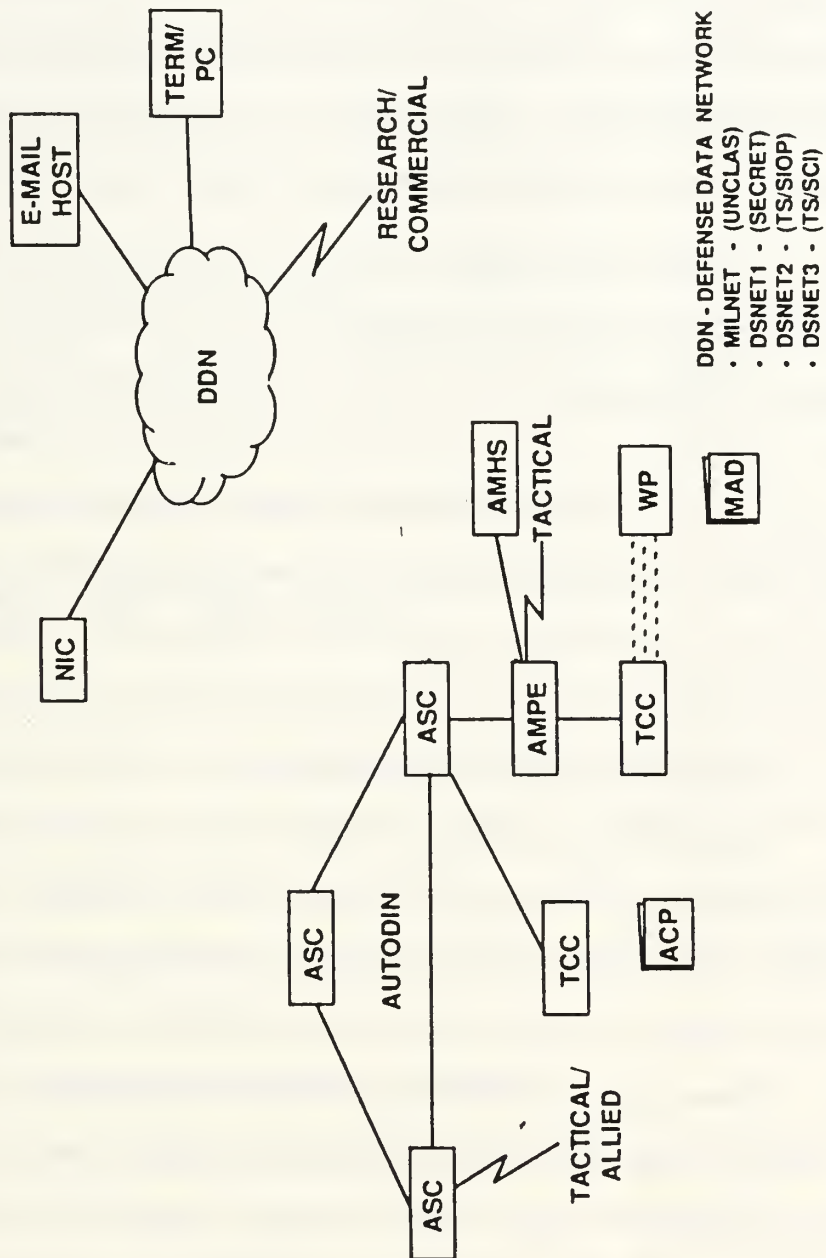 E-MAIL
HOST
TERM/
PC
NIC
DDN
RESEARCH/
COMMERCIAL
ASC
ASC
ASC
AUTODIN
TACTICAL/
ALLIED
TCC
ACP
AMPE
AMHS
TACTICAL
TCC
WP
MAD
DDN - DEFENSE DATA NETWORK
• MILNET - (UNCLAS)
• DSNET1 - (SECRET)
• DSNET2 - (TS/SIOP)
• DSNET3 - (TS/SCI)